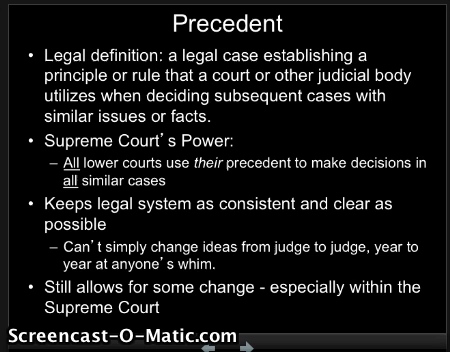 Precedent
• Legal definition: a legal case establishing a
principle or rule that a court or other judicial body
utilizes when deciding subsequent cases with
similar issues or facts.
• Supreme Court's Power:
– All lower courts use their precedent to make decisions in
all similar cases
• Keeps legal system as consistent and clear as
possible
– Can't simply change ideas from judge to judge, year to
year at anyone's whim.
• Still allows for some change - especially within the
Supreme Court
Screencast-O-Matic.com